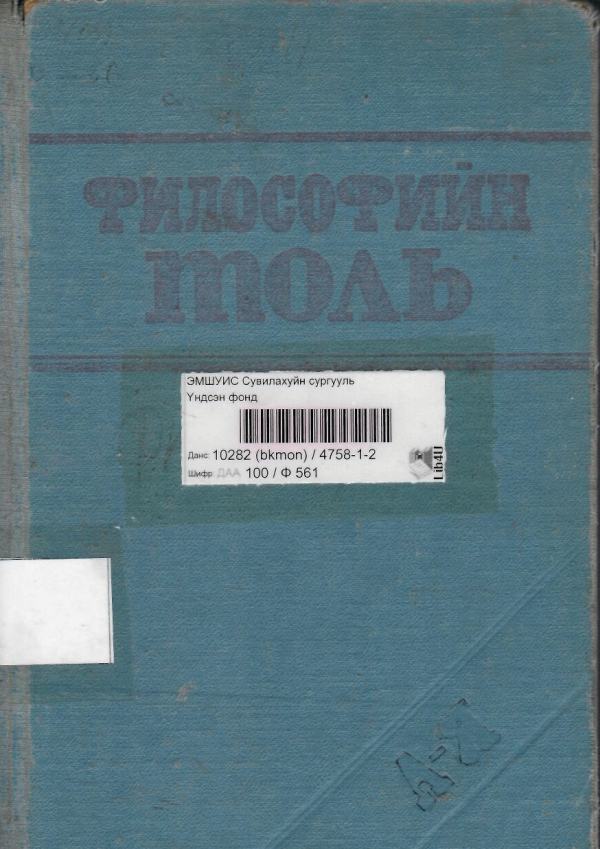 ФИЛОСОФИЙН
ТОЛЬ
ЭМШУИС Сувилахуйн сургууль
Үндсэн фонд
Данс: 10282 (bkmon) / 4758-1-2
Шифр: ДАА 100 / Ф 561
Lib4U